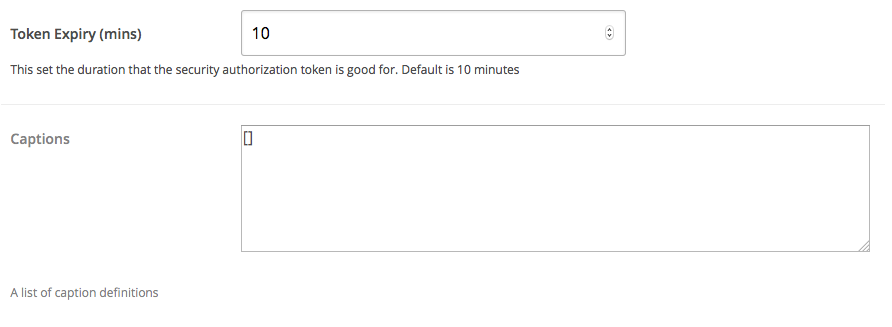 Token Expiry (mins)
10
This set the duration that the security authorization token is good for. Default is 10 minutes
Captions
[]
A list of caption definitions